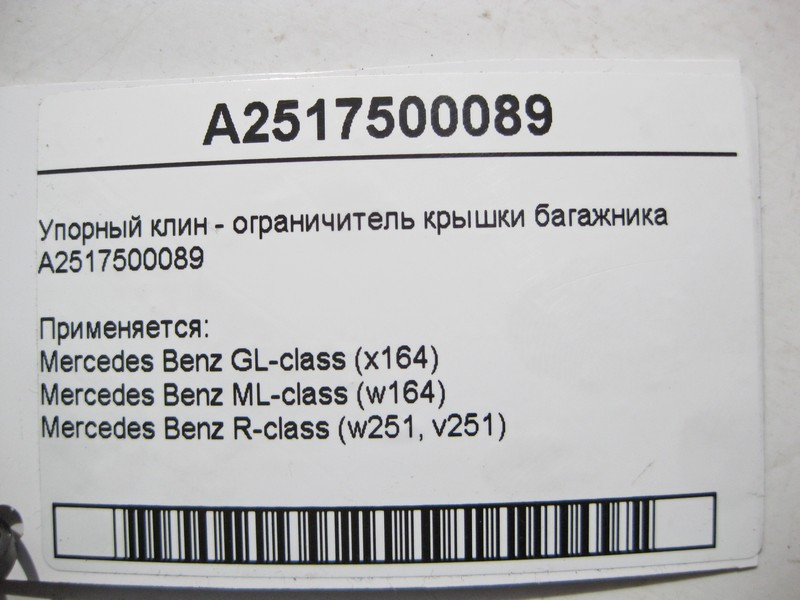 A2517500089
Упорный клин - ограничитель крышки багажника
A2517500089
Применяется:
Mercedes Benz GL-class (x164)
Mercedes Benz ML-class (w164)
Mercedes Benz R-class (w251, v251)